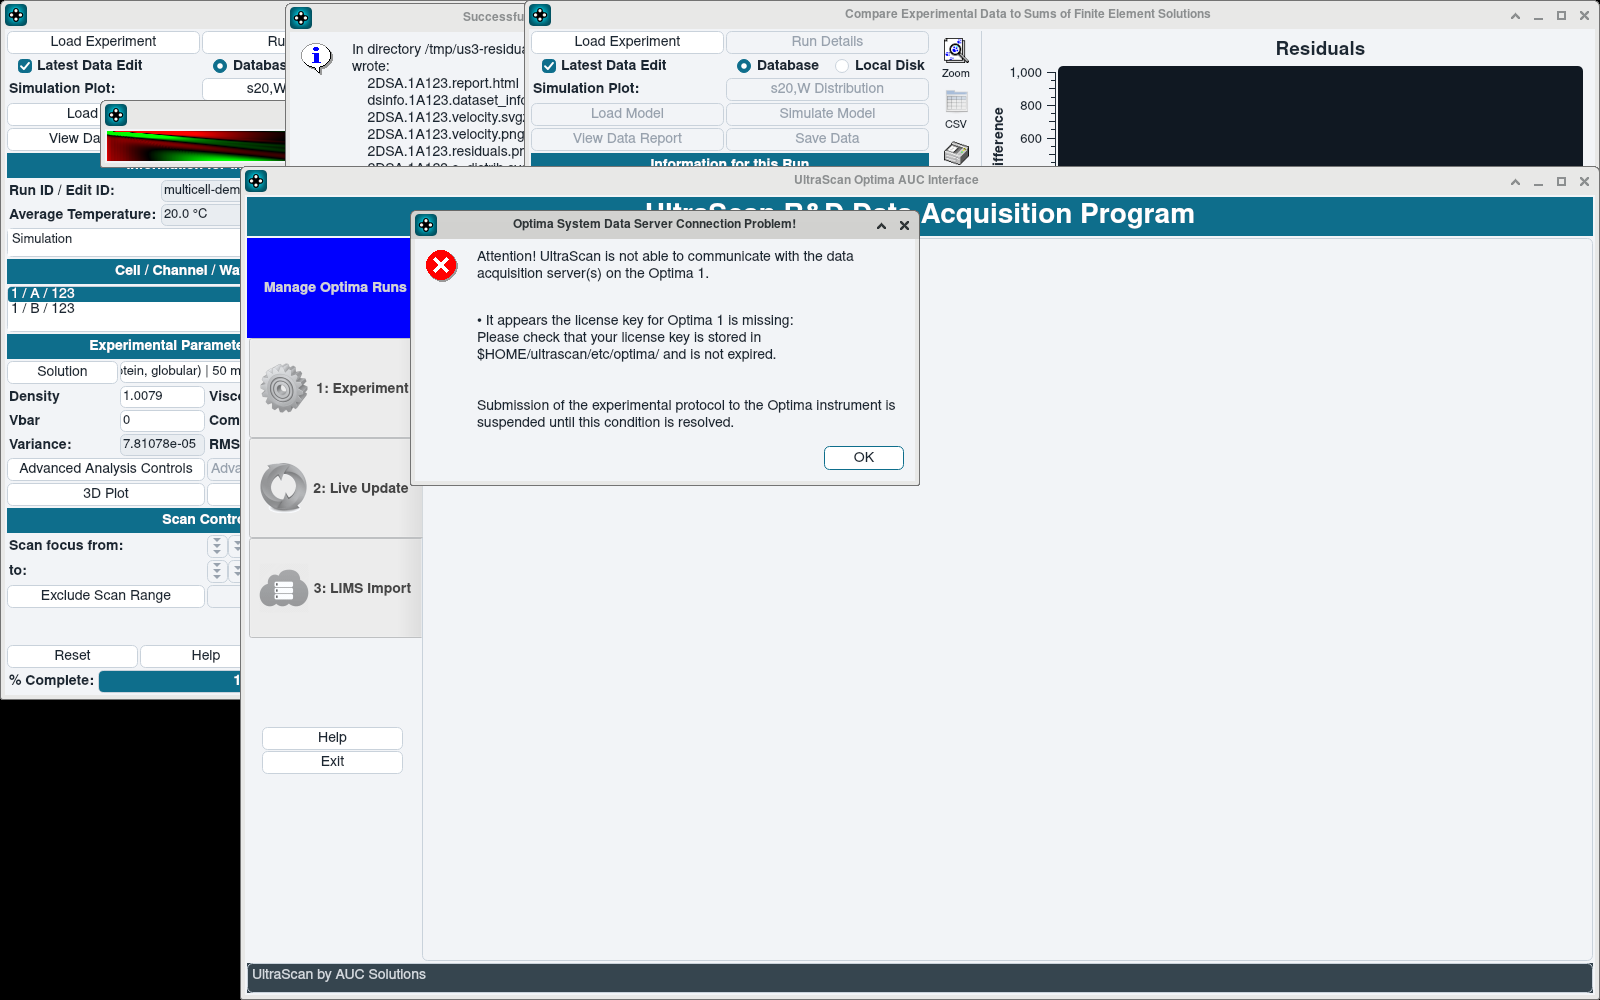 Load Experiment
Latest Data Edit
Simulation Plot:
s20,W
Load
Run ID / Edit ID:
multicell-dem
Average Temperature:
20.0 °C
Simulation
Cell / Channel / Wa
1 / A / 123
1 / B / 123
Experimental Paramete
Solution
otein, globular) | 50 m
Density
1.0079
Vbar
0
Com
Variance:
7.81078e-05
RMS
Advanced Analysis Controls
3D Plot
Scan Contro
Scan focus from:
to:
Exclude Scan Range
Reset
Help
% Complete:
Successfu
In directory /tmp/us3-residua
wrote:
2DSA.1A123.report.html
dsinfo.1A123.dataset_info
2DSA.1A123.velocity.svgz
2DSA.1A123.velocity.png
2DSA.1A123.residuals.pn
Compare Experimental Data to Sums of Finite Element Solutions
Load Experiment
Run Details
Latest Data Edit
Database
Local Disk
Simulation Plot:
s20,W Distribution
Load Model
Simulate Model
View Data Report
Save Data
Information for this Run
Zoom
CSV
Residuals
1,000
800
600
ifference
UltraScan Optima AUC Interface
Acquisition Program
Manage Optima Runs
1: Experiment
2: Live Update
3: LIMS Import
Help
Exit
Optima System Data Server Connection Problem!
Attention! UltraScan is not able to communicate with the data
acquisition server(s) on the Optima 1.
• It appears the license key for Optima 1 is missing:
Please check that your license key is stored in
$HOME/ultrascan/etc/optima/ and is not expired.
Submission of the experimental protocol to the Optima instrument is
suspended until this condition is resolved.
OK
UltraScan by AUC Solutions